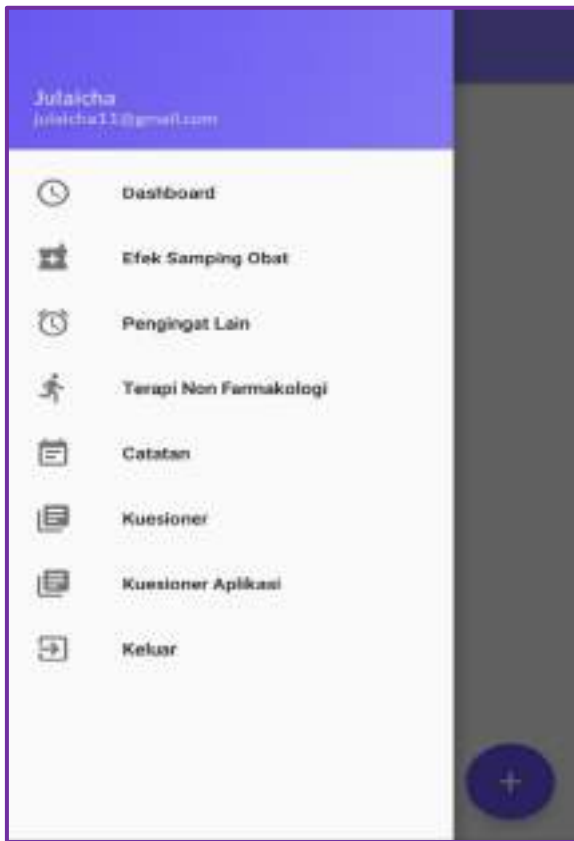 Julaicha
julaicha11@gmail.com
Dashboard
Efek Samping Obat
Pengingat Lain
Terapi Non Farmakologi
Catatan
Kuesioner
Kuesioner Aplikasi
Keluar
+